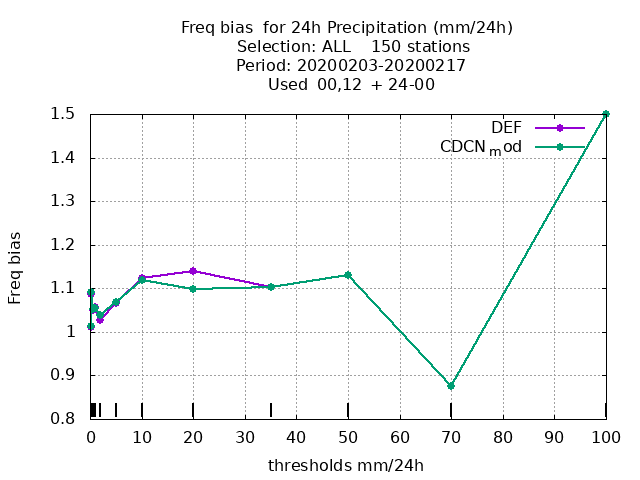 Freq bias  for 24h Precipitation (mm/24h)
Selection: ALL    150 stations
Period: 20200203-20200217
Used  00,12  + 24-00
DEF
CDCNmod
1.5
1.4
1.3
1.2
1.1
1
0.9
0.8
Freq bias
0 10 20 30 40 50 60 70 80 90 100
thresholds mm/24h